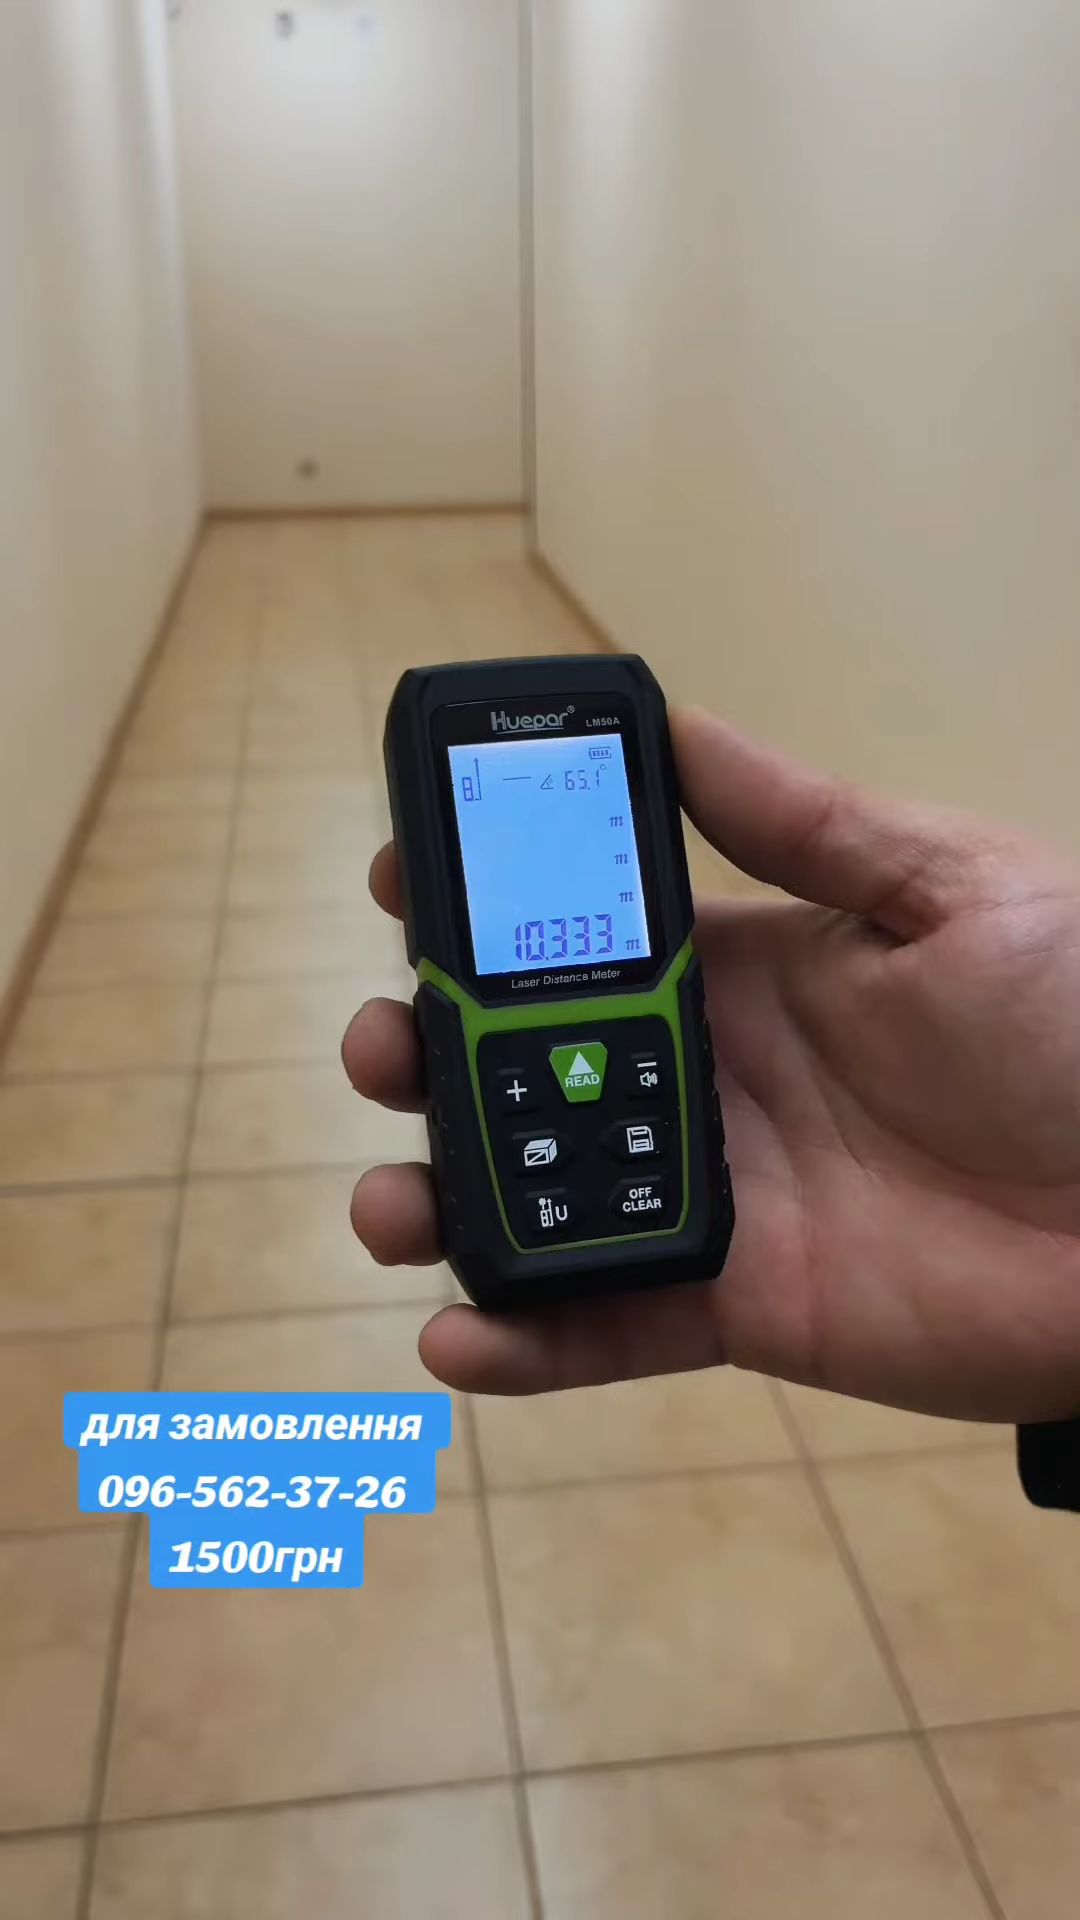 Huepar® LM50A
65.1°
m
m
m
10.333 m
Laser Distance Meter
READ
+
−
U
OFF
CLEAR
для замовлення
096-562-37-26
1500грн